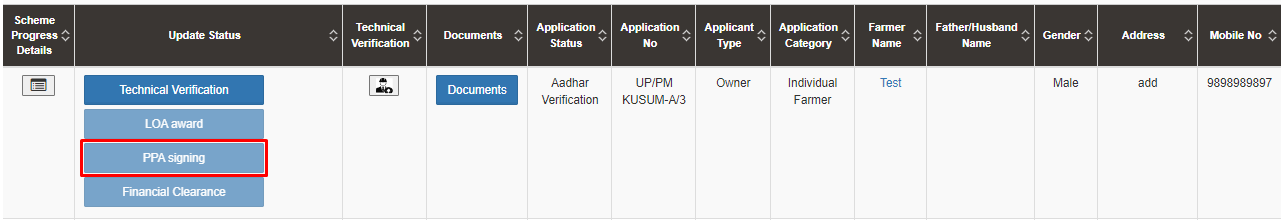 Scheme
Progress
Details
Update Status
Technical
Verification
Documents
Application
Status
Application
No
Applicant
Type
Application
Category
Farmer
Name
Father/Husband
Name
Gender
Address
Mobile No
Technical Verification
LOA award
PPA signing
Financial Clearance
Documents
Aadhar
Verification
UP/PM
KUSUM-A/3
Owner
Individual
Farmer
Test
Male
add
9898989897